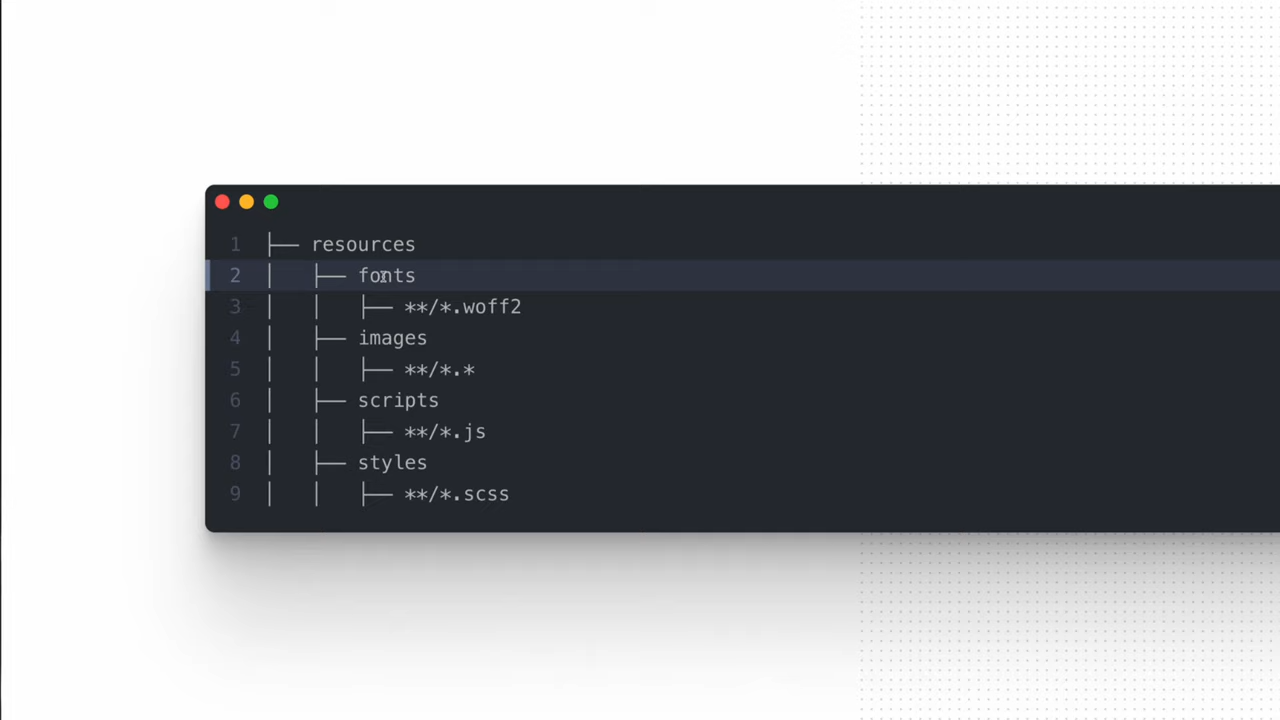 1 ├── resources
2 │   ├── fonts
3 │   │   ├── **/*.woff2
4 │   ├── images
5 │   │   ├── **/*.*
6 │   ├── scripts
7 │   │   ├── **/*.js
8 │   ├── styles
9 │   │   ├── **/*.scss